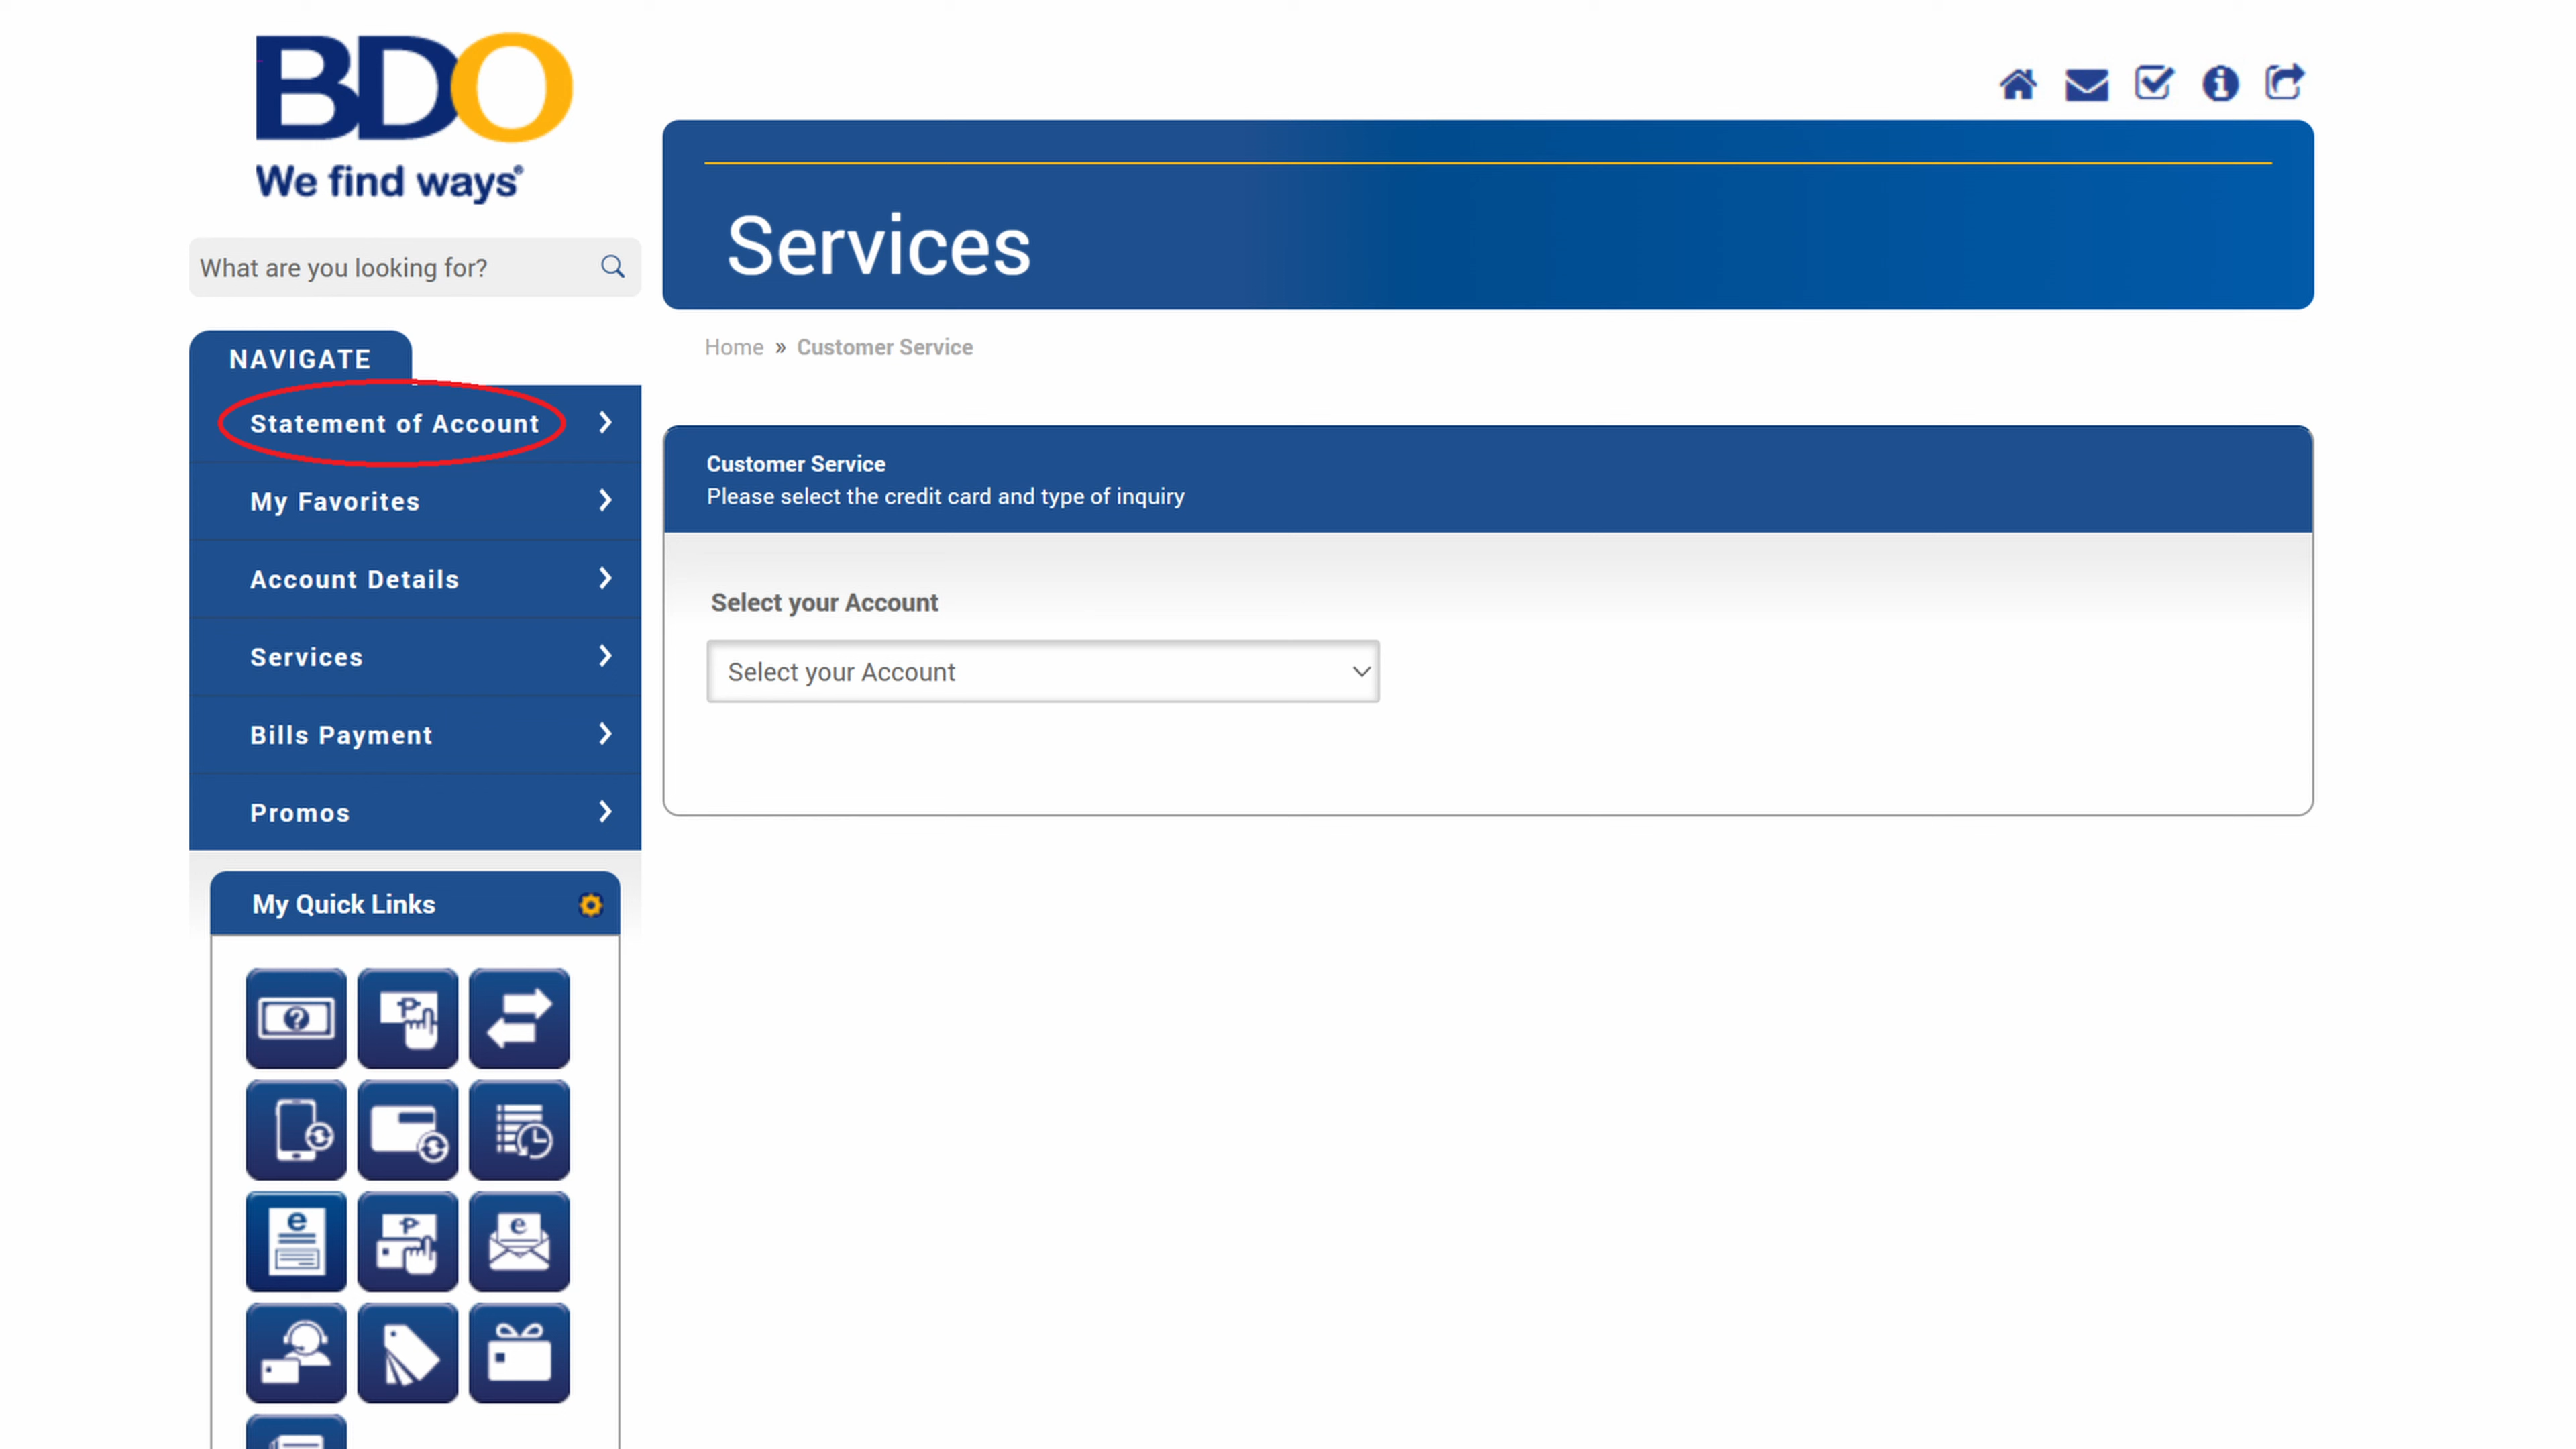 BDO
We find ways®
What are you looking for?
NAVIGATE
Statement of Account
My Favorites
Account Details
Services
Bills Payment
Promos
My Quick Links
Services
Home » Customer Service
Customer Service
Please select the credit card and type of inquiry
Select your Account
Select your Account